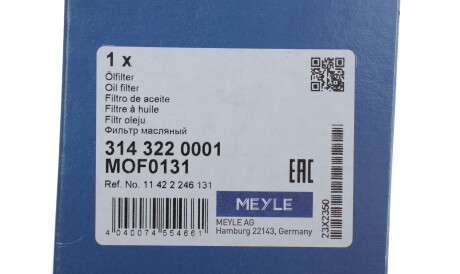 1 x
Ölfilter
Oil filter
Filtro de aceite
Filtre à huile
Filtr oleju
Фильтр масляный
314 322 0001
MOF0131
Ref. No. 11 42 2 246 131
EAC
MEYLE
MEYLE AG
Hamburg 22143, Germany
4 040074 554661
23X2350